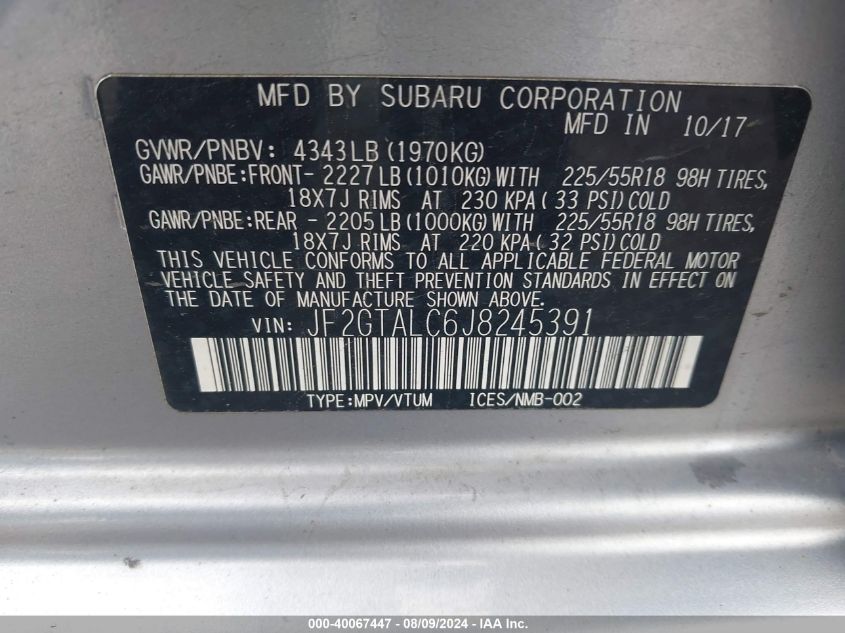 MFD BY SUBARU CORPORATION
MFD IN 10/17
GVWR/PNBV: 4343LB(1970KG)
GAWR/PNBE:FRONT-2227LB(1010KG)WITH 225/55R18 98H TIRES,
18X7J RIMS AT 230 KPA(33 PSI)COLD
GAWR/PNBE:REAR -2205LB(1000KG)WITH 225/55R18 98H TIRES,
18X7J RIMS AT 220 KPA(32 PSI)COLD
THIS VEHICLE CONFORMS TO ALL APPLICABLE FEDERAL MOTOR
VEHICLE SAFETY AND THEFT PREVENTION STANDARDS IN EFFECT ON
THE DATE OF MANUFACTURE SHOWN ABOVE.
VIN: JF2GTALC6J8245391
TYPE:MPV/VTUM ICES/NMB-002
000-40067447 - 08/09/2024 - IAA Inc.